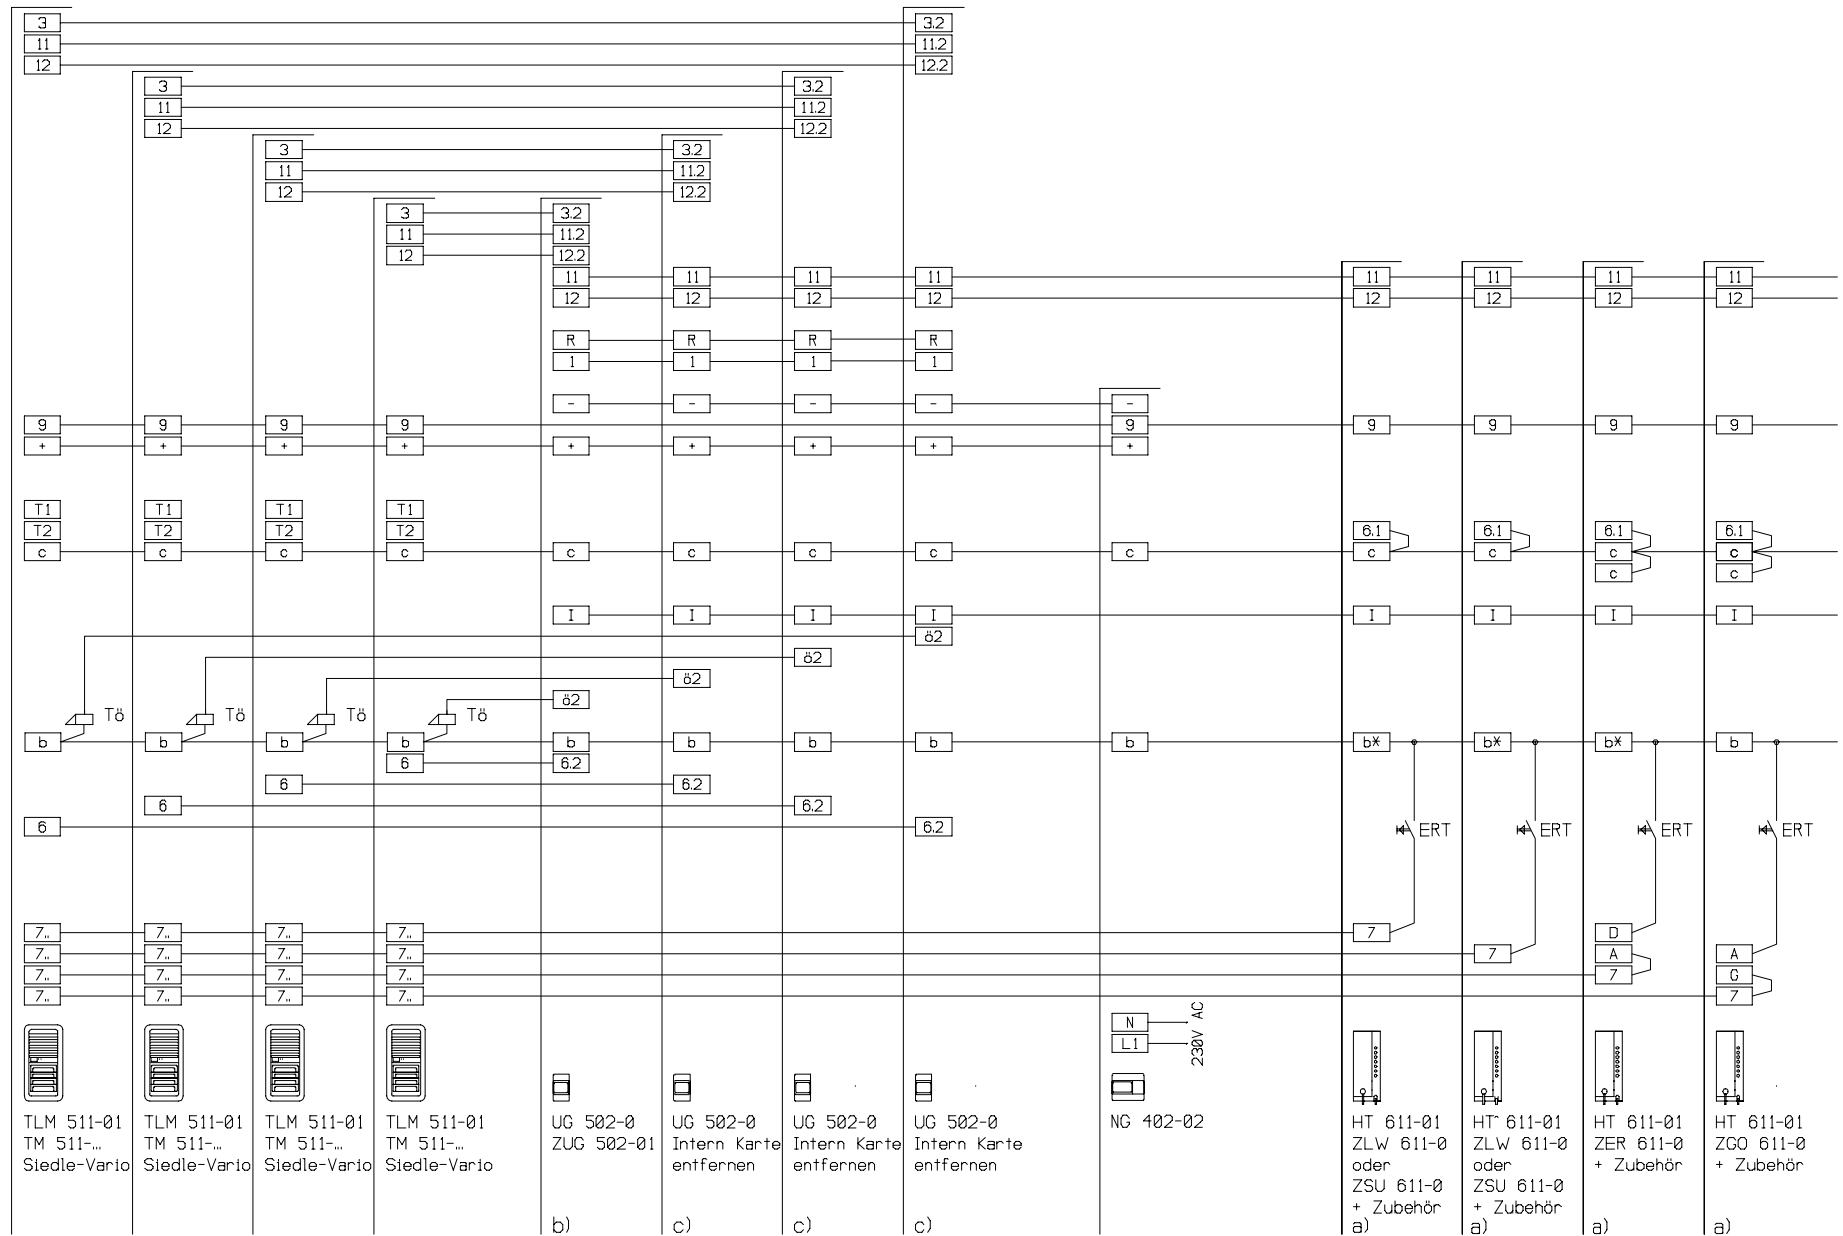 3 3.2
11 11.2
12 12.2
3 3.2
11 11.2
12 12.2
3 3.2
11 11.2
12 12.2
3 3.2
11 11.2
12 12.2
11 11 11 11 11 11 11 11
12 12 12 12 12 12 12 12
R R R R
1 1 1 1
- - - - -
9 9 9 9 9 9 9 9 9
+ + + + + + + + +
T1 T1 T1 T1
T2 T2 T2 T2 6.1 6.1 6.1 6.1
c c c c c c c c c c c c c
c c
I I I I I I I I
ö2
ö2
ö2
ö2
Tö Tö Tö Tö
b b b b b b b b b b* b* b* b
6 6.2
6 6.2
6 6.2
6 6.2
ERT ERT ERT ERT
7,, 7,, 7,, 7,, 7 D
7,, 7,, 7,, 7,, 7 A A
7,, 7,, 7,, 7,, 7 G
7,, 7,, 7,, 7,, 7
N
L1
230V AC
TLM 511-01
TM 511-...
Siedle-Vario
TLM 511-01
TM 511-...
Siedle-Vario
TLM 511-01
TM 511-...
Siedle-Vario
TLM 511-01
TM 511-...
Siedle-Vario
UG 502-0
ZUG 502-01
b)
UG 502-0
Intern Karte
entfernen
c)
UG 502-0
Intern Karte
entfernen
c)
UG 502-0
Intern Karte
entfernen
c)
NG 402-02
HT 611-01
ZLW 611-0
oder
ZSU 611-0
+ Zubehör
a)
HT 611-01
ZLW 611-0
oder
ZSU 611-0
+ Zubehör
a)
HT 611-01
ZER 611-0
+ Zubehör
a)
HT 611-01
ZGO 611-0
+ Zubehör
a)